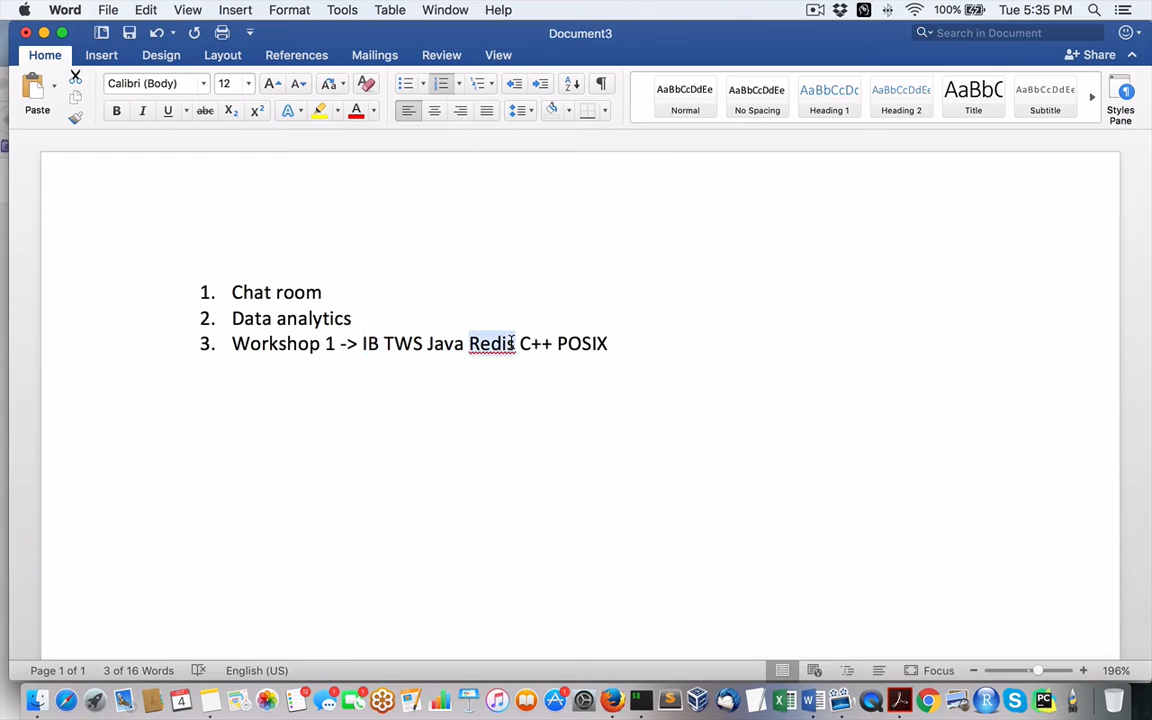 Word File Edit View Insert Format Tools Table Window Help 100% Tue 5:35 PM
Document3
Search in Document
Home Insert Design Layout References Mailings Review View Share
Paste
Calibri (Body) 12
B I U abc X₂ X² A A
AaBbCcDdEe AaBbCcDdEe AaBbCcDc AaBbCcDdEe AaBbC AaBbCcDdEe
Normal No Spacing Heading 1 Heading 2 Title Subtitle
Styles Pane
1. Chat room
2. Data analytics
3. Workshop 1 -> IB TWS Java Redis C++ POSIX
Page 1 of 1 3 of 16 Words English (US) Focus 196%